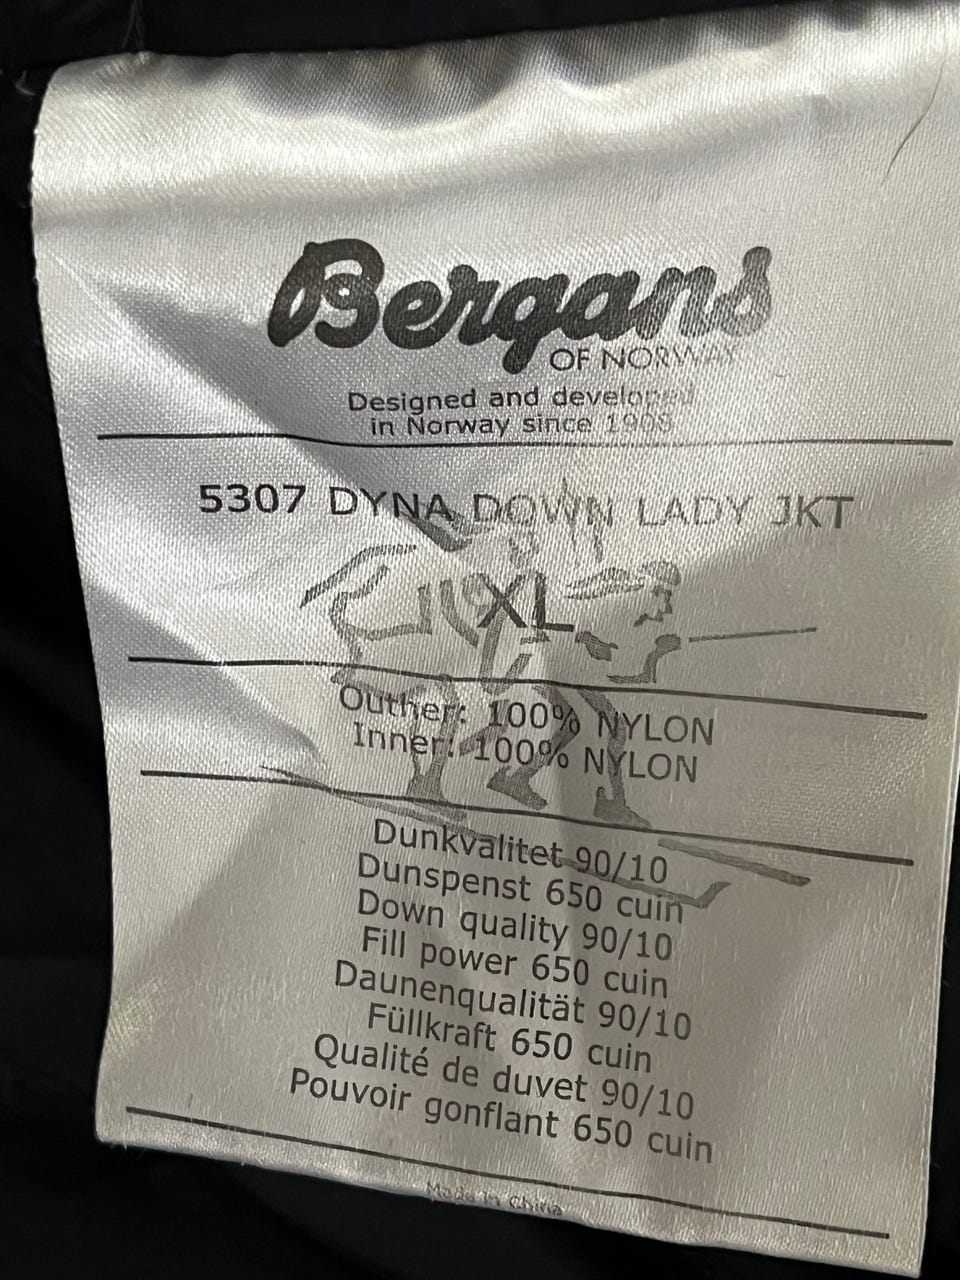 Bergans
OF NORWAY
Designed and developed
in Norway since 1908
5307 DYNA DOWN LADY JKT
XL
Outher: 100% NYLON
Inner: 100% NYLON
Dunkvalitet 90/10
Dunspenst 650 cuin
Down quality 90/10
Fill power 650 cuin
Daunenqualität 90/10
Füllkraft 650 cuin
Qualité de duvet 90/10
Pouvoir gonflant 650 cuin
Made in China